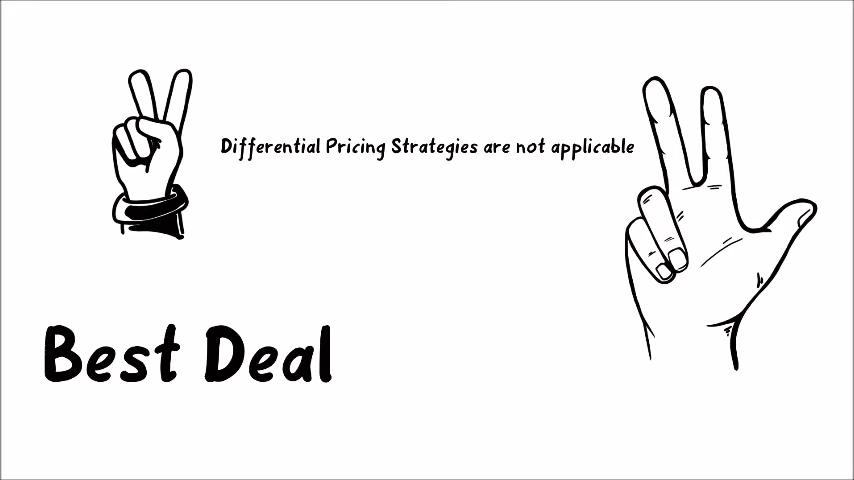 Differential Pricing Strategies are not applicable
Best Deal